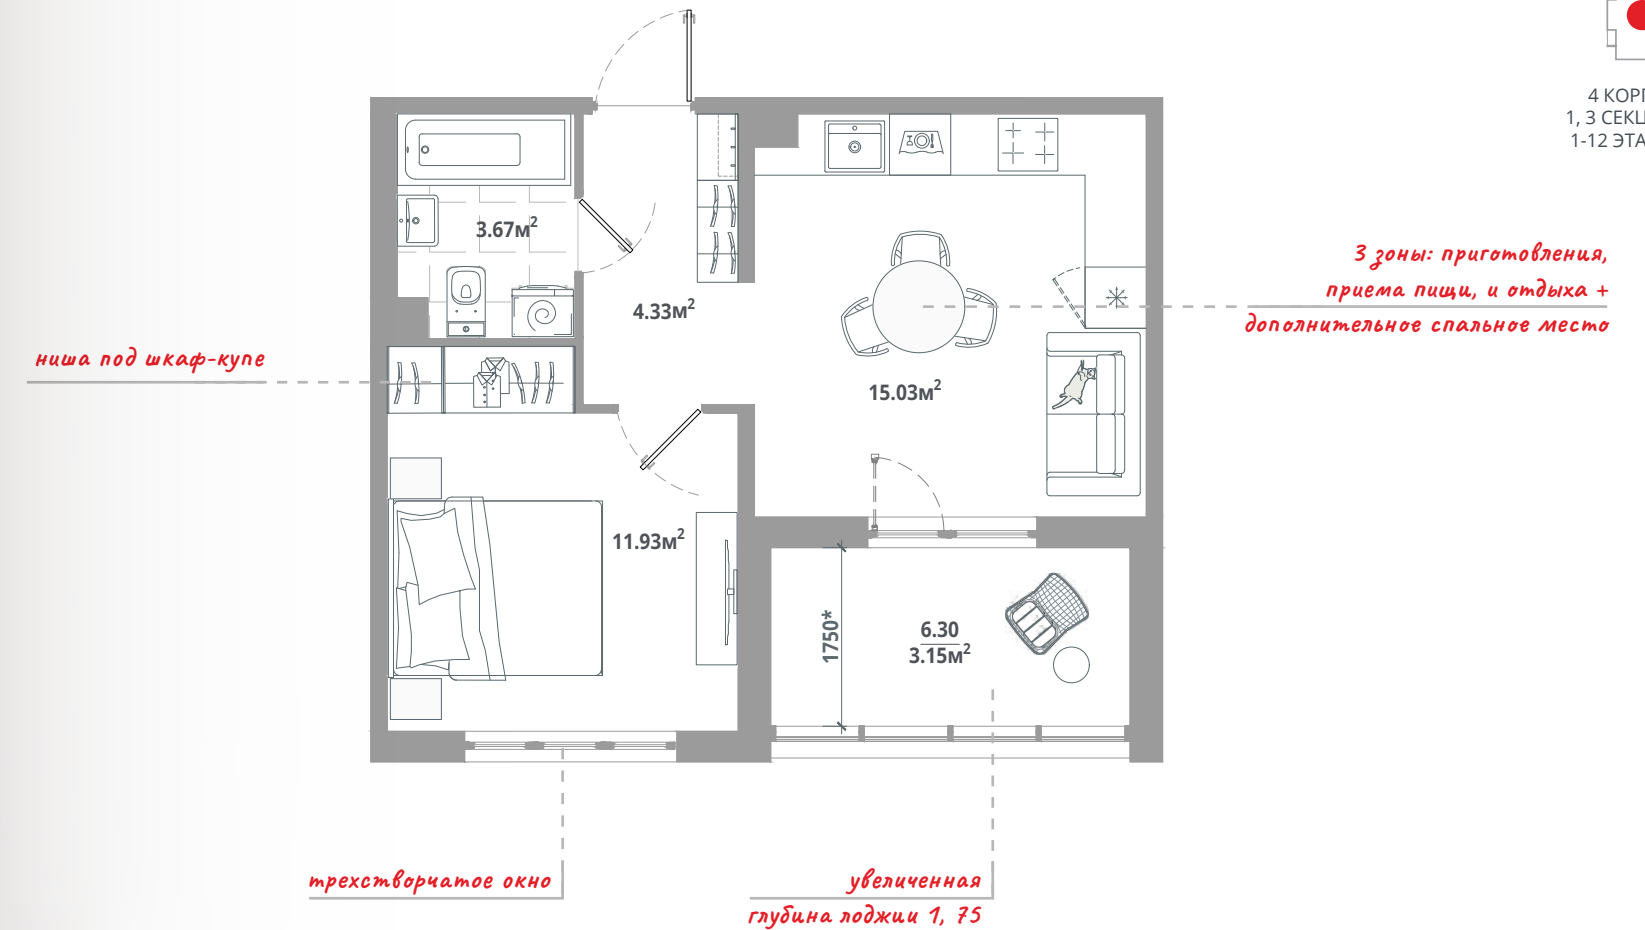 4 КОРП
1, 3 СЕКЦ
1-12 ЭТА
3.67м²
4.33м²
3 зоны: приготовления,
приема пищи, и отдыха +
дополнительное спальное место
ниша под шкаф-купе
15.03м²
11.93м²
1750*
6.30
3.15м²
трехстворчатое окно
увеличенная
глубина лоджии 1, 75